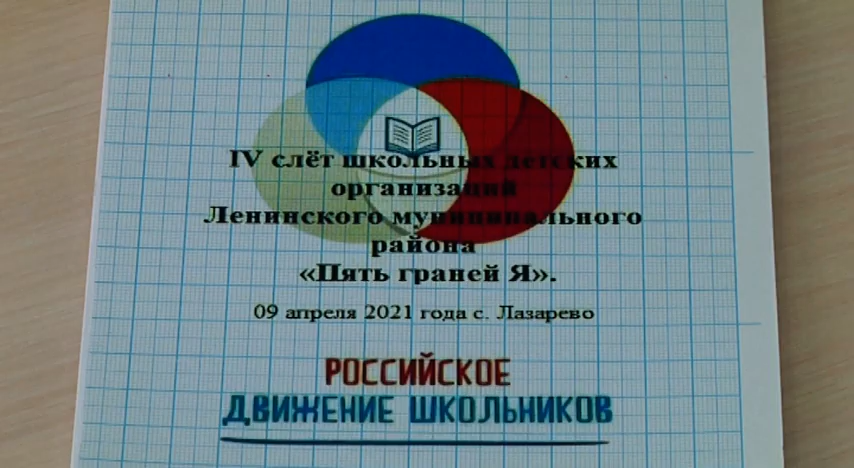 IV слёт школьных детских
организаций
Ленинского муниципального
района
«Пять граней Я».
09 апреля 2021 года с. Лазарево
РОССИЙСКОЕ
ДВИЖЕНИЕ ШКОЛЬНИКОВ